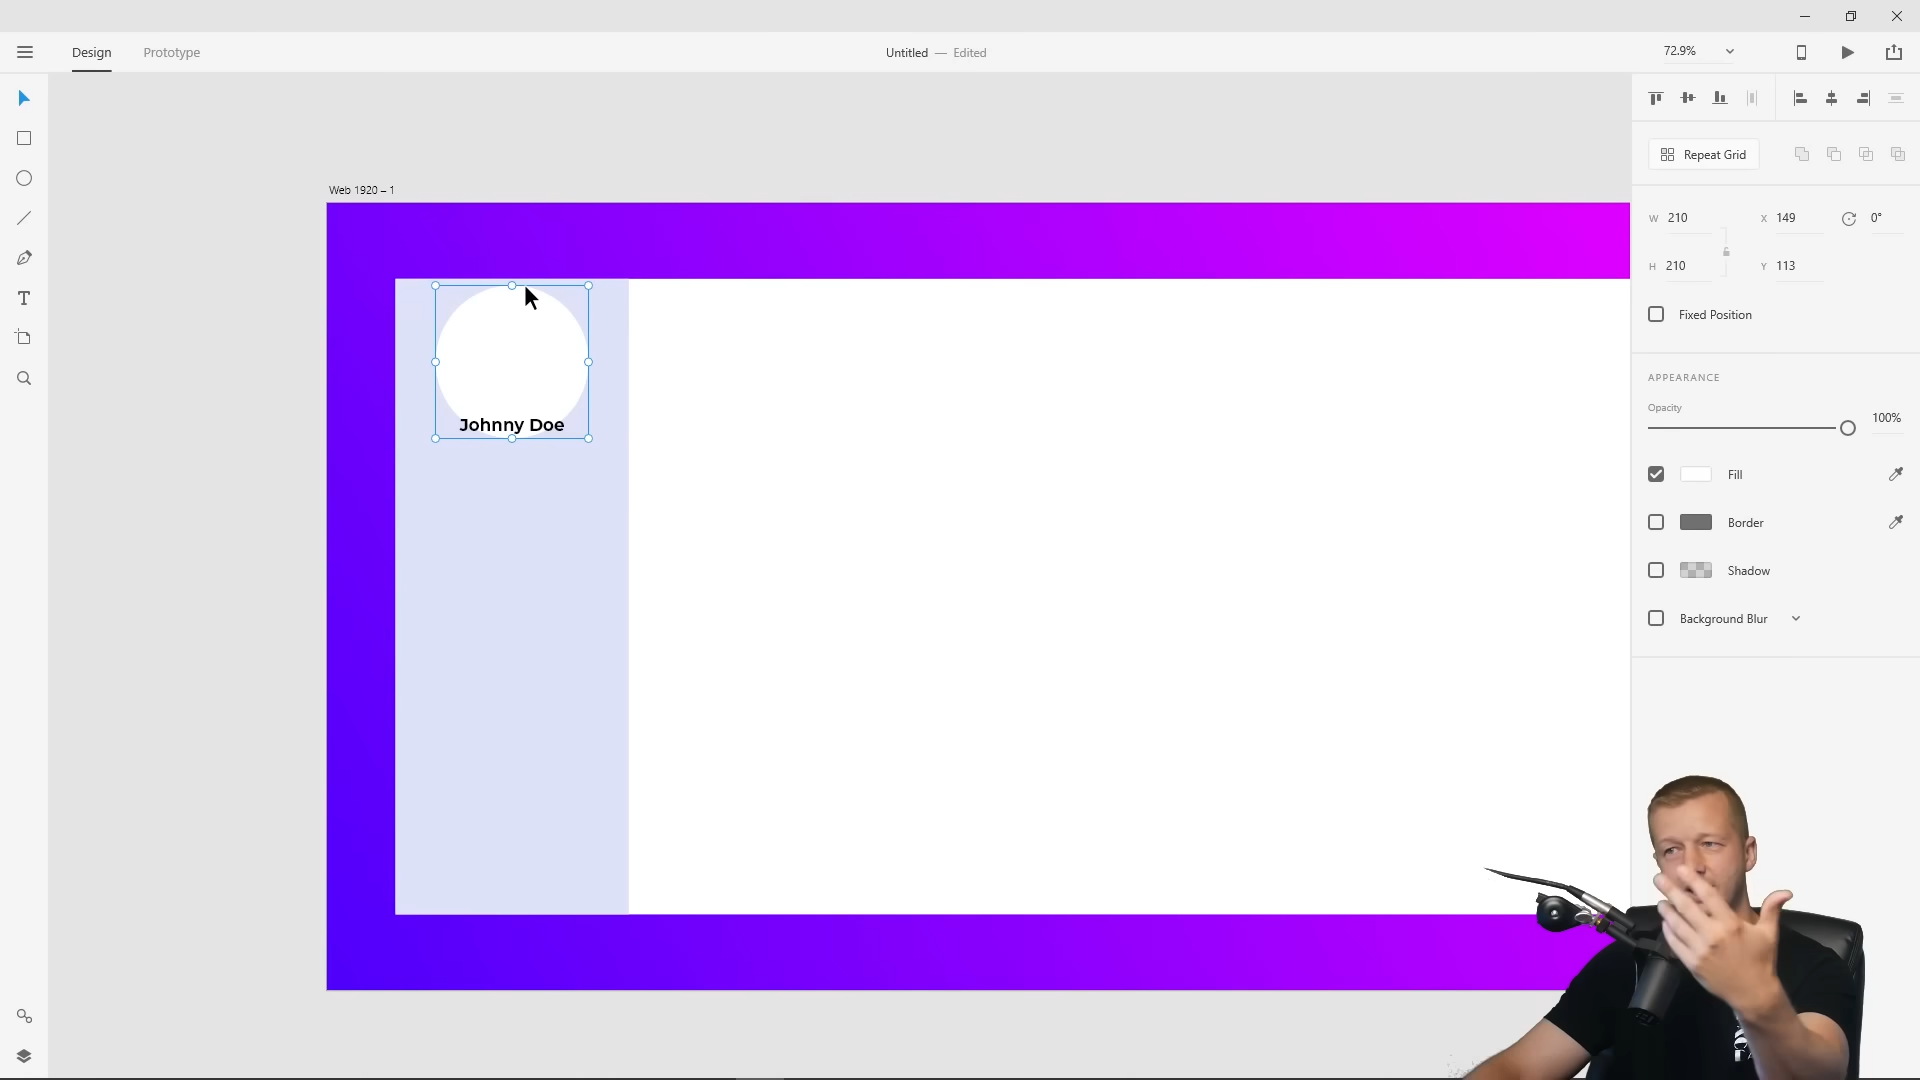 Design
Prototype
Untitled — Edited
72.9%
Repeat Grid
Web 1920 – 1
W 210
X 149
0°
H 210
Y 113
Fixed Position
APPEARANCE
Opacity
100%
Johnny Doe
Fill
Border
Shadow
Background Blur